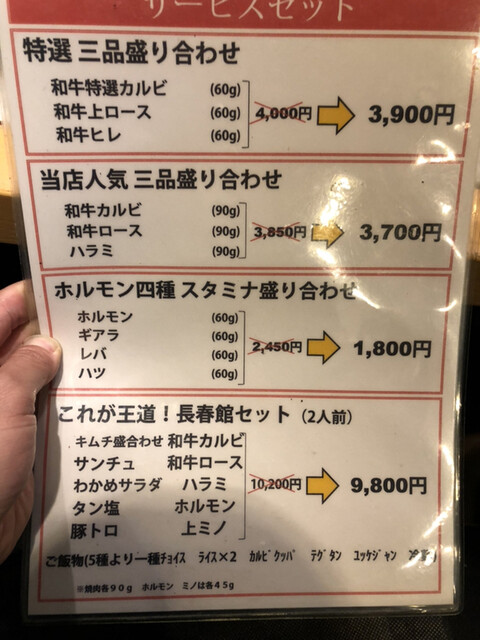 サービスセット
特選 三品盛り合わせ
和牛特選カルビ (60g)
和牛上ロース (60g)
和牛ヒレ (60g)
4,000円 3,900円
当店人気 三品盛り合わせ
和牛カルビ (90g)
和牛ロース (90g)
ハラミ (90g)
3,850円 3,700円
ホルモン四種 スタミナ盛り合わせ
ホルモン (60g)
ギアラ (60g)
レバ (60g)
ハツ (60g)
2,450円 1,800円
これが王道！長春館セット（2人前）
キムチ盛合わせ 和牛カルビ
サンチュ 和牛ロース
わかめサラダ ハラミ
タン塩 ホルモン
豚トロ 上ミノ
10,200円 9,800円
ご飯物(5種より一種ﾁｮｲｽ ﾗｲｽ×2 ｶﾙﾋﾞｸｯﾊﾟ ﾃｸﾞﾀﾝ ﾕｯｹｼﾞｬﾝ 冷麺)
※焼肉各９０ｇ ホルモン ミノは各４５ｇ